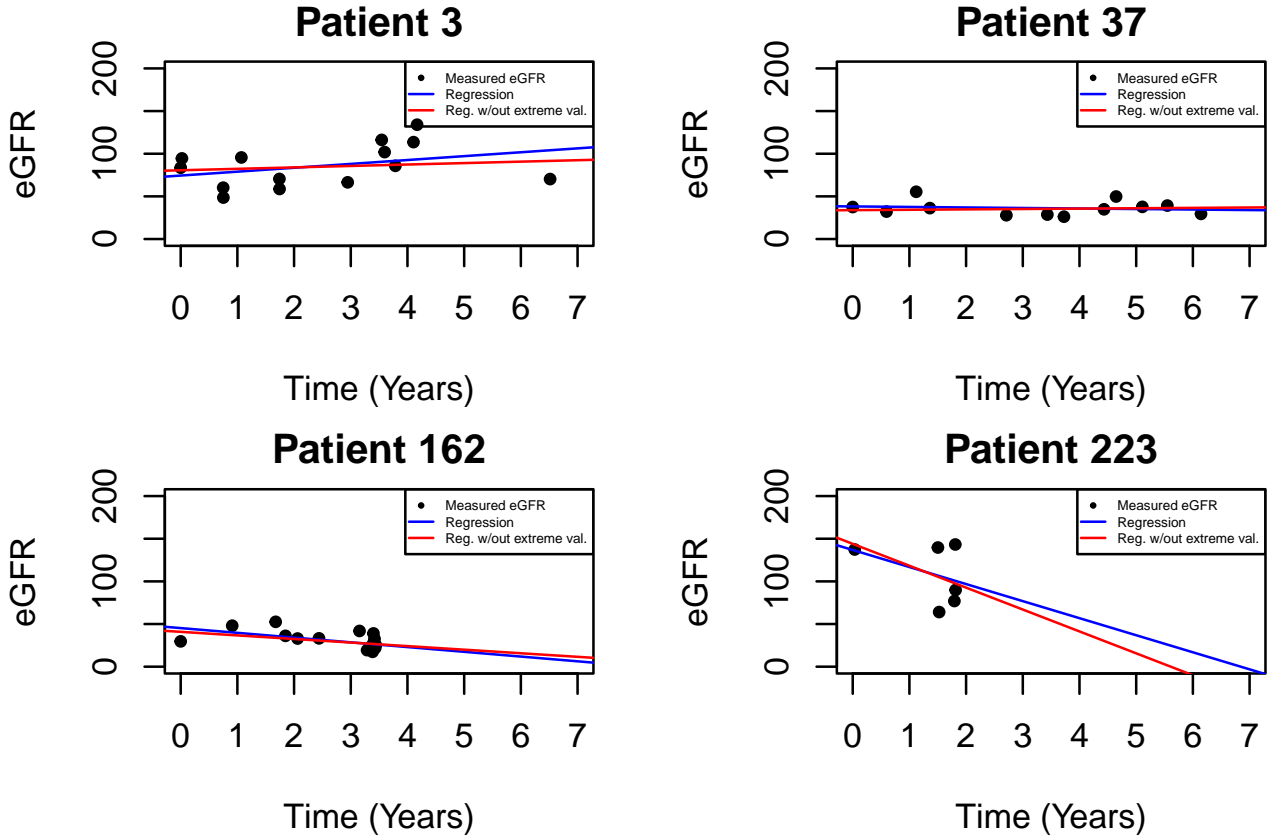 Patient 3
eGFR
200
100
0
Measured eGFR
Regression
Reg. w/out extreme val.
0 1 2 3 4 5 6 7
Time (Years)
Patient 37
eGFR
200
100
0
Measured eGFR
Regression
Reg. w/out extreme val.
0 1 2 3 4 5 6 7
Time (Years)
Patient 162
eGFR
200
100
0
Measured eGFR
Regression
Reg. w/out extreme val.
0 1 2 3 4 5 6 7
Time (Years)
Patient 223
eGFR
200
100
0
Measured eGFR
Regression
Reg. w/out extreme val.
0 1 2 3 4 5 6 7
Time (Years)